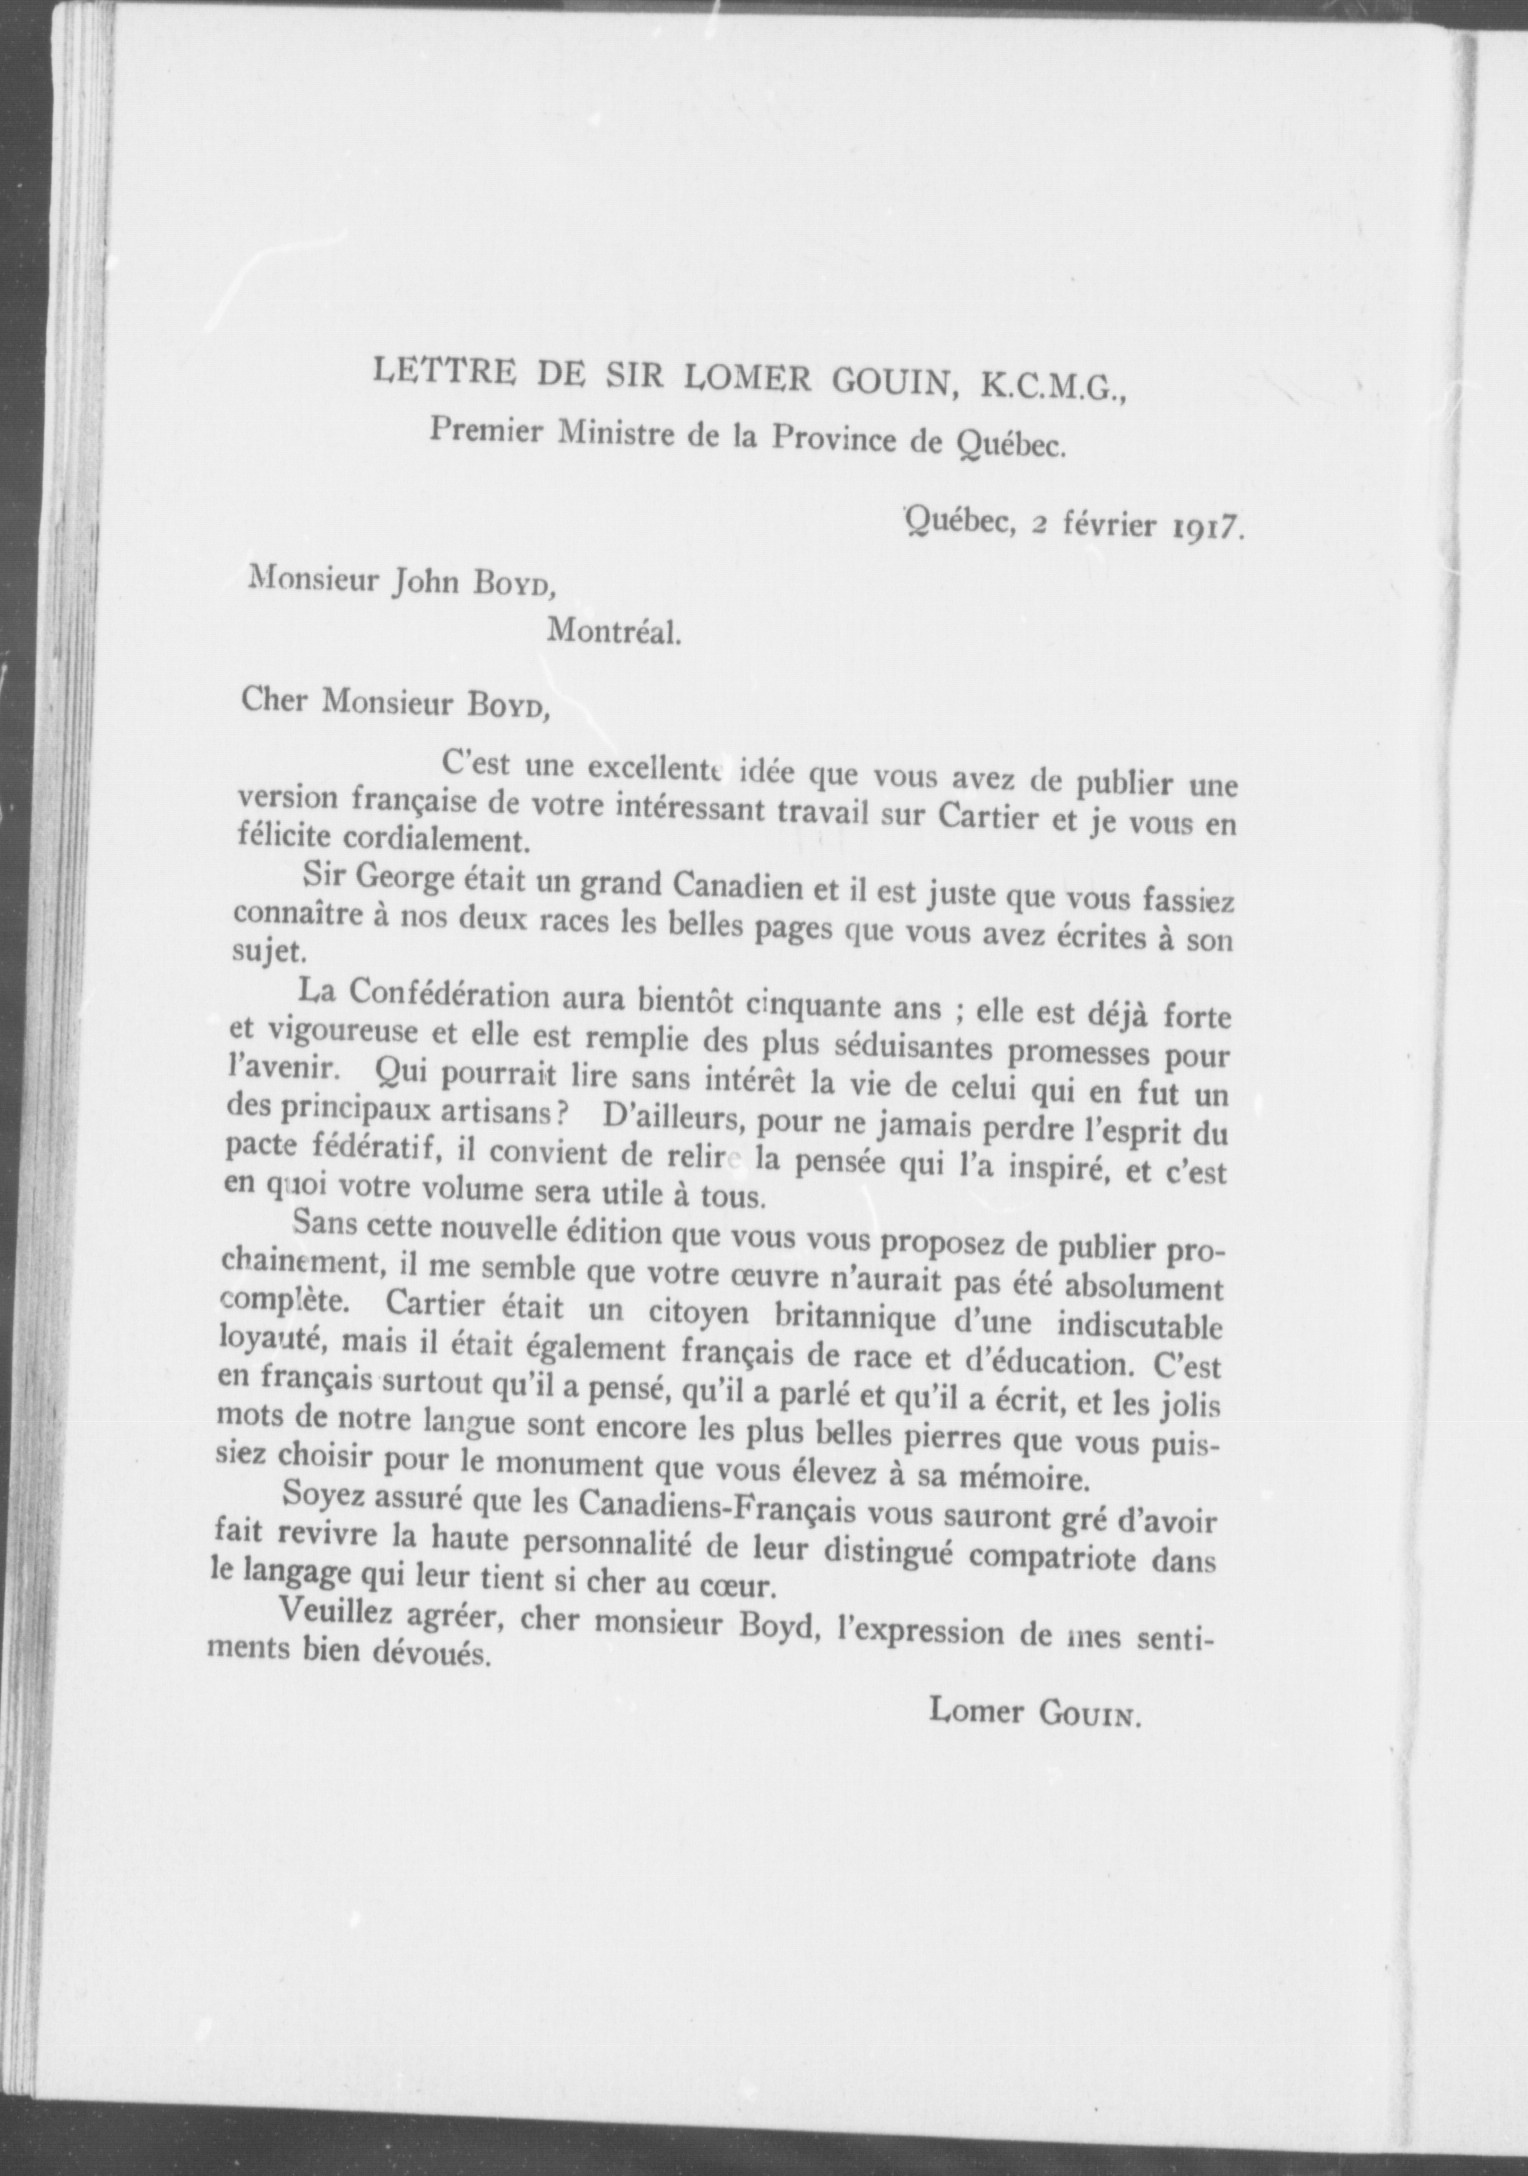 LETTRE DE SIR LOMER GOUIN, K.C.M.G.,
Premier Ministre de la Province de Québec.
Québec, 2 février 1917.
Monsieur John BOYD,
Montréal.
Cher Monsieur BOYD,
C'est une excellente idée que vous avez de publier une
version française de votre intéressant travail sur Cartier et je vous en
félicite cordialement.
Sir George était un grand Canadien et il est juste que vous fassiez
connaître à nos deux races les belles pages que vous avez écrites à son
sujet.
La Confédération aura bientôt cinquante ans ; elle est déjà forte
et vigoureuse et elle est remplie des plus séduisantes promesses pour
l'avenir. Qui pourrait lire sans intérêt la vie de celui qui en fut un
des principaux artisans? D'ailleurs, pour ne jamais perdre l'esprit du
pacte fédératif, il convient de relire la pensée qui l'a inspiré, et c'est
en quoi votre volume sera utile à tous.
Sans cette nouvelle édition que vous vous proposez de publier pro-
chainement, il me semble que votre œuvre n'aurait pas été absolument
complète. Cartier était un citoyen britannique d'une indiscutable
loyauté, mais il était également français de race et d'éducation. C'est
en français surtout qu'il a pensé, qu'il a parlé et qu'il a écrit, et les jolis
mots de notre langue sont encore les plus belles pierres que vous puis-
siez choisir pour le monument que vous élevez à sa mémoire.
Soyez assuré que les Canadiens-Français vous sauront gré d'avoir
fait revivre la haute personnalité de leur distingué compatriote dans
le langage qui leur tient si cher au cœur.
Veuillez agréer, cher monsieur Boyd, l'expression de mes senti-
ments bien dévoués.
Lomer GOUIN.